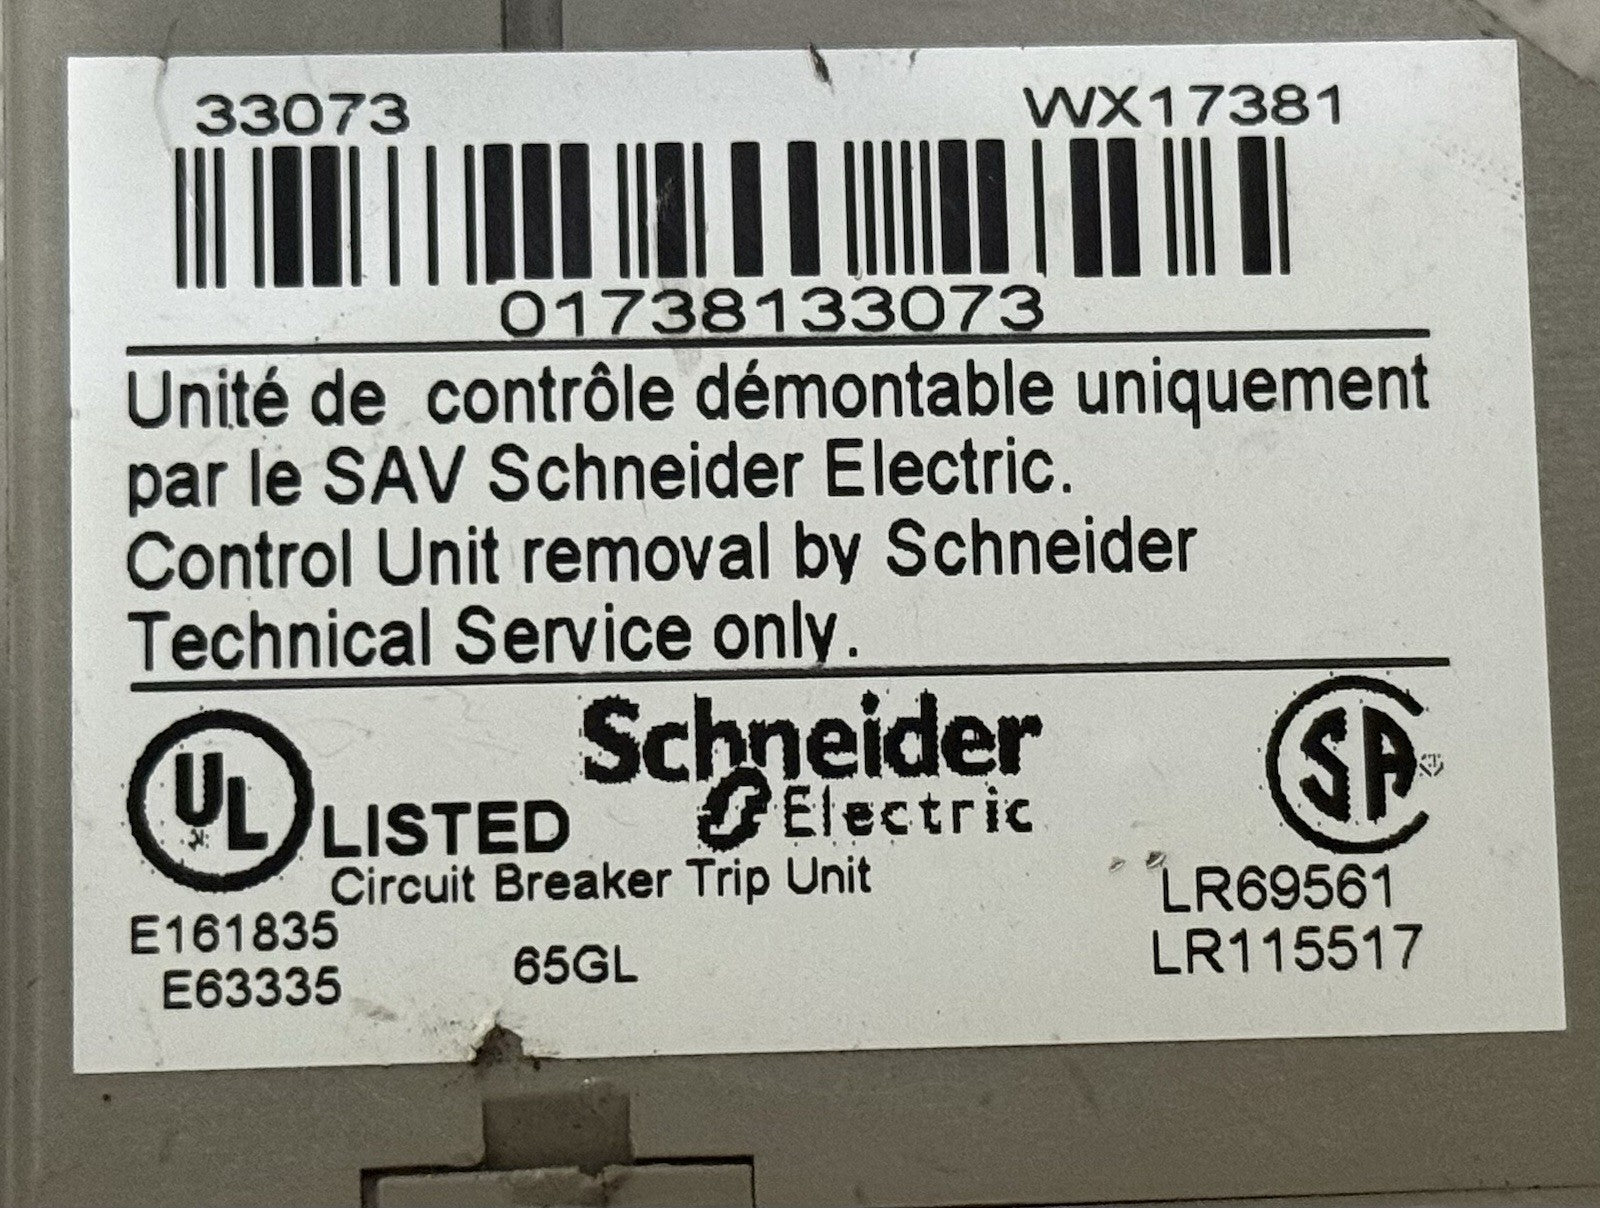 33073 WX17381
01738133073
Unité de contrôle démontable uniquement
par le SAV Schneider Electric.
Control Unit removal by Schneider
Technical Service only.
UL LISTED
Circuit Breaker Trip Unit
E161835
E63335
65GL
Schneider
Electric
SA
LR69561
LR115517